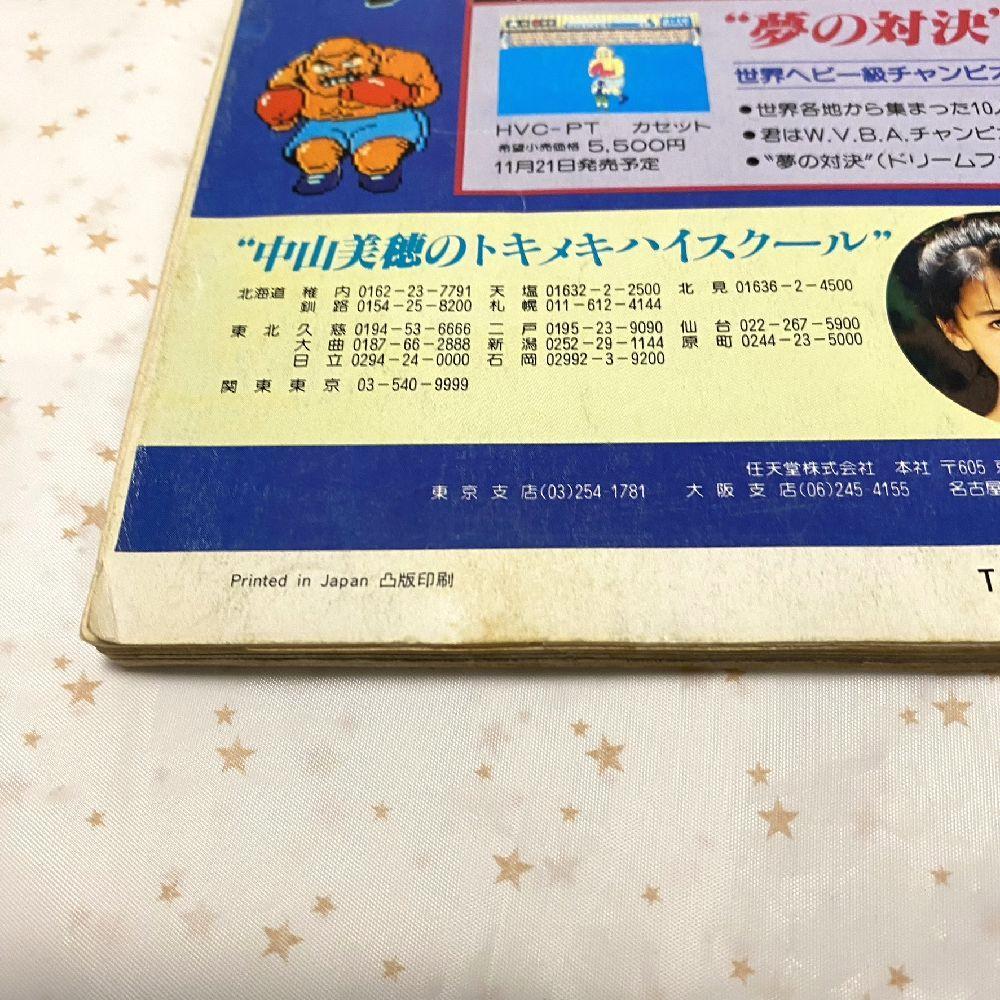 "夢の対決"
世界ヘビー級チャンピ
●世界各地から集まった10
●君はW.V.B.A.チャンピ
●"夢の対決"(ドリームフ
HVC-PT カセット
希望小売価格 5,500円
11月21日発売予定
"中山美穂のトキメキハイスクール"
北海道 稚内 0162-23-7791 天塩 01632-2-2500 北見 01636-2-4500
釧路 0154-25-8200 札幌 011-612-4144
東北 久慈 0194-53-6666 二戸 0195-23-9090 仙台 022-267-5900
大曲 0187-66-2888 新潟 0252-29-1144 原町 0244-23-5000
日立 0294-24-0000 石岡 02992-3-9200
関東 東京 03-540-9999
任天堂株式会社 本社 〒605
東京支店(03)254-1781 大阪支店(06)245-4155 名古屋
Printed in Japan 凸版印刷
T